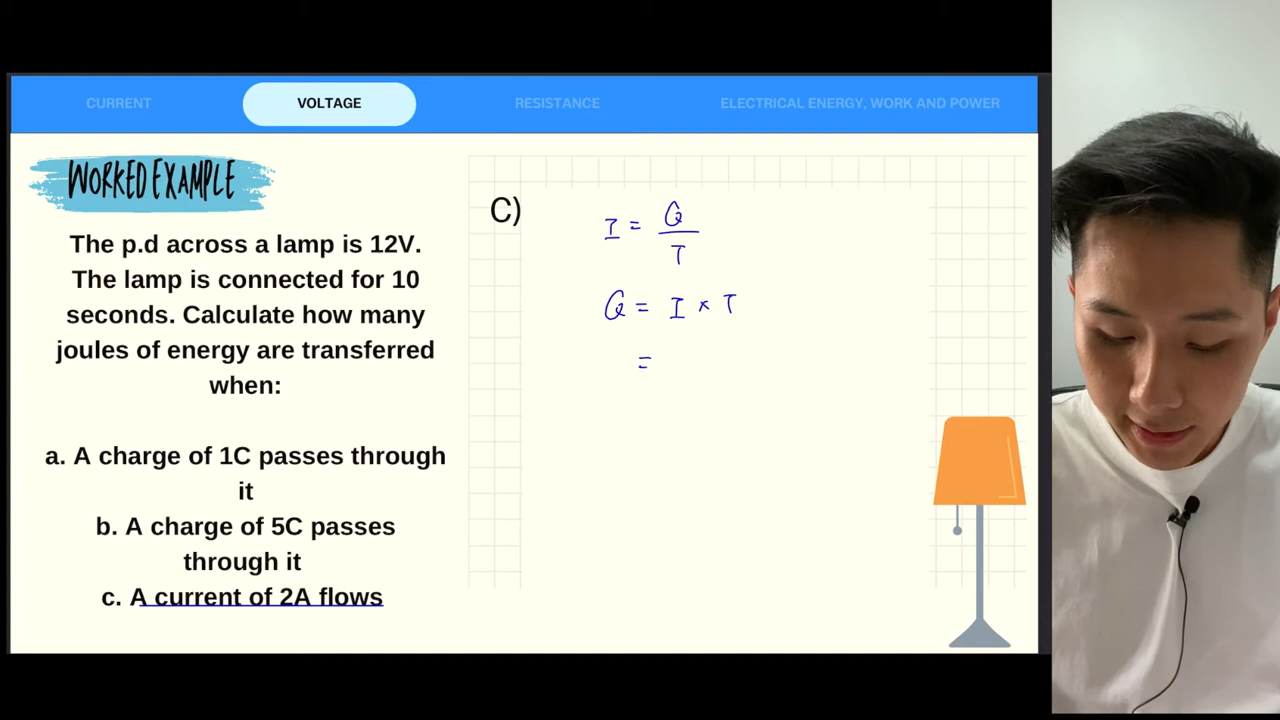 CURRENT VOLTAGE RESISTANCE ELECTRICAL ENERGY, WORK AND POWER
WORKED EXAMPLE
The p.d across a lamp is 12V.
The lamp is connected for 10
seconds. Calculate how many
joules of energy are transferred
when:
a. A charge of 1C passes through
it
b. A charge of 5C passes
through it
c. A current of 2A flows
C)
I = Q
T
Q = I × T
=